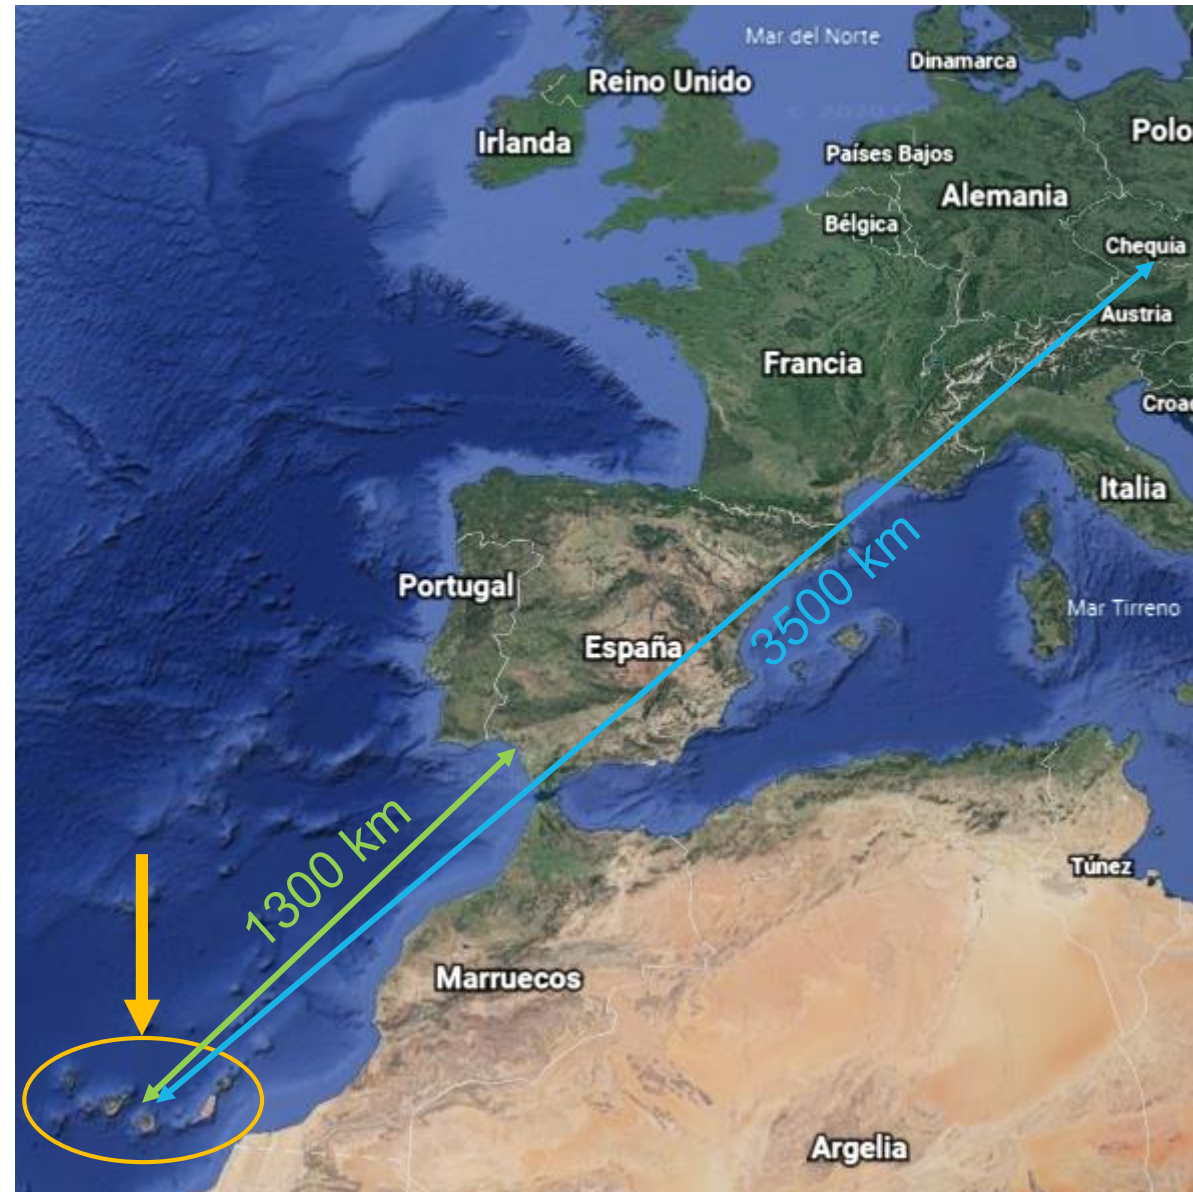 Mar del Norte
Dinamarca
Reino Unido
Polo
Irlanda
Países Bajos
Alemania
Bélgica
Chequia
Austria
Francia
Croa
Italia
3500 km
Portugal
Mar Tirreno
España
1300 km
Túnez
Marruecos
Argelia